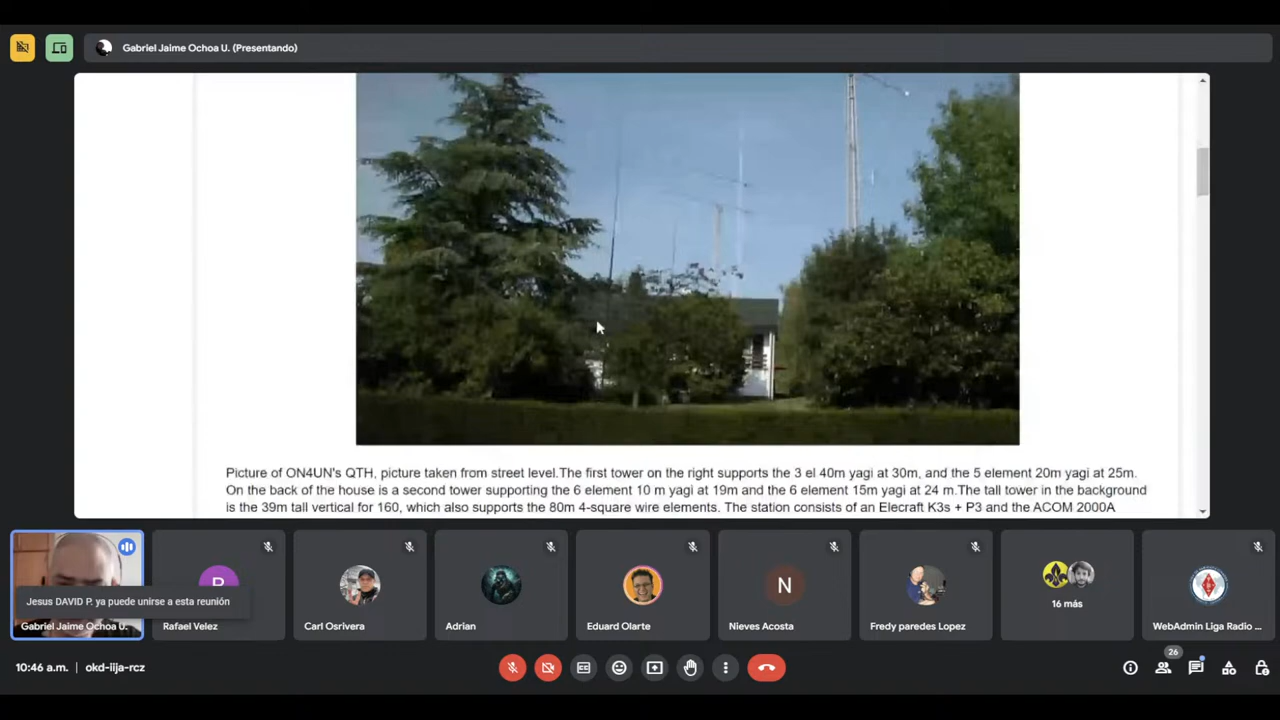 Gabriel Jaime Ochoa U. (Presentando)
Picture of ON4UN's QTH, picture taken from street level.The first tower on the right supports the 3 el 40m yagi at 30m, and the 5 element 20m yagi at 25m.
On the back of the house is a second tower supporting the 6 element 10 m yagi at 19m and the 6 element 15m yagi at 24 m.The tall tower in the background
is the 39m tall vertical for 160, which also supports the 80m 4-square wire elements. The station consists of an Elecraft K3s + P3 and the ACOM 2000A
R
N
Jesus DAVID P. ya puede unirse a esta reunión
16 más
Gabriel Jaime Ochoa U.
Rafael Velez
Carl Osrivera
Adrian
Eduard Olarte
Nieves Acosta
Fredy paredes Lopez
WebAdmin Liga Radio ...
26
10:46 a.m. | okd-iija-rcz